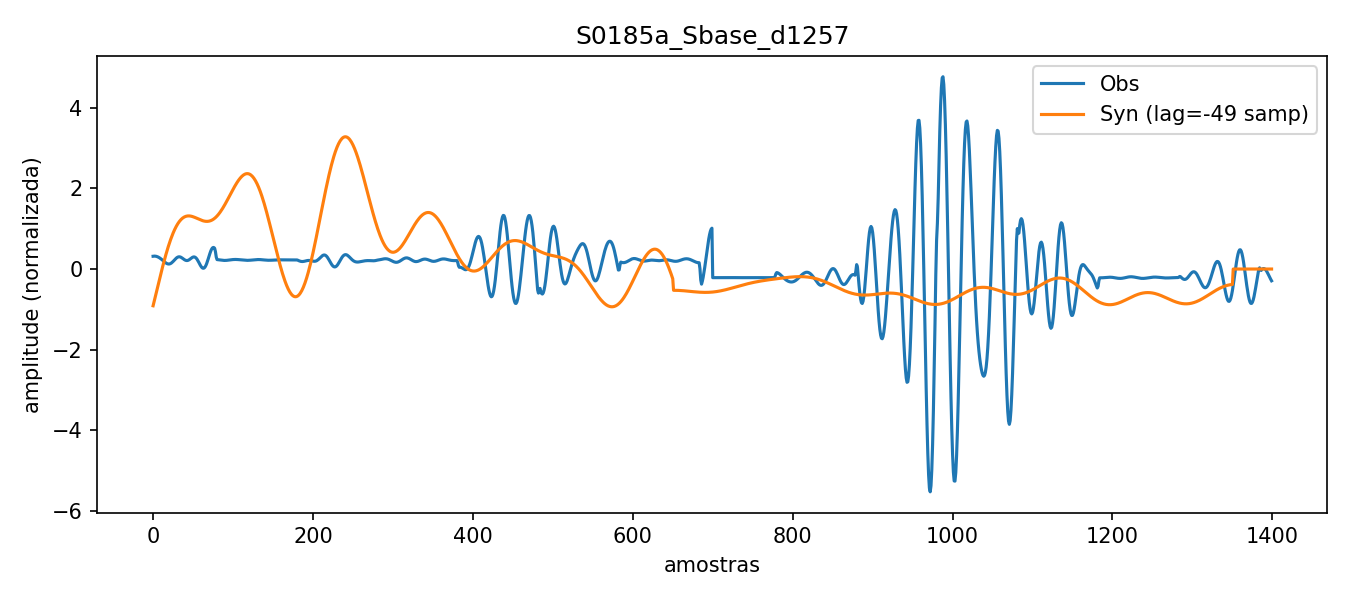 S0185a_Sbase_d1257
Obs
Syn (lag=-49 samp)
amplitude (normalizada)
4
2
0
−2
−4
−6
0 200 400 600 800 1000 1200 1400
amostras